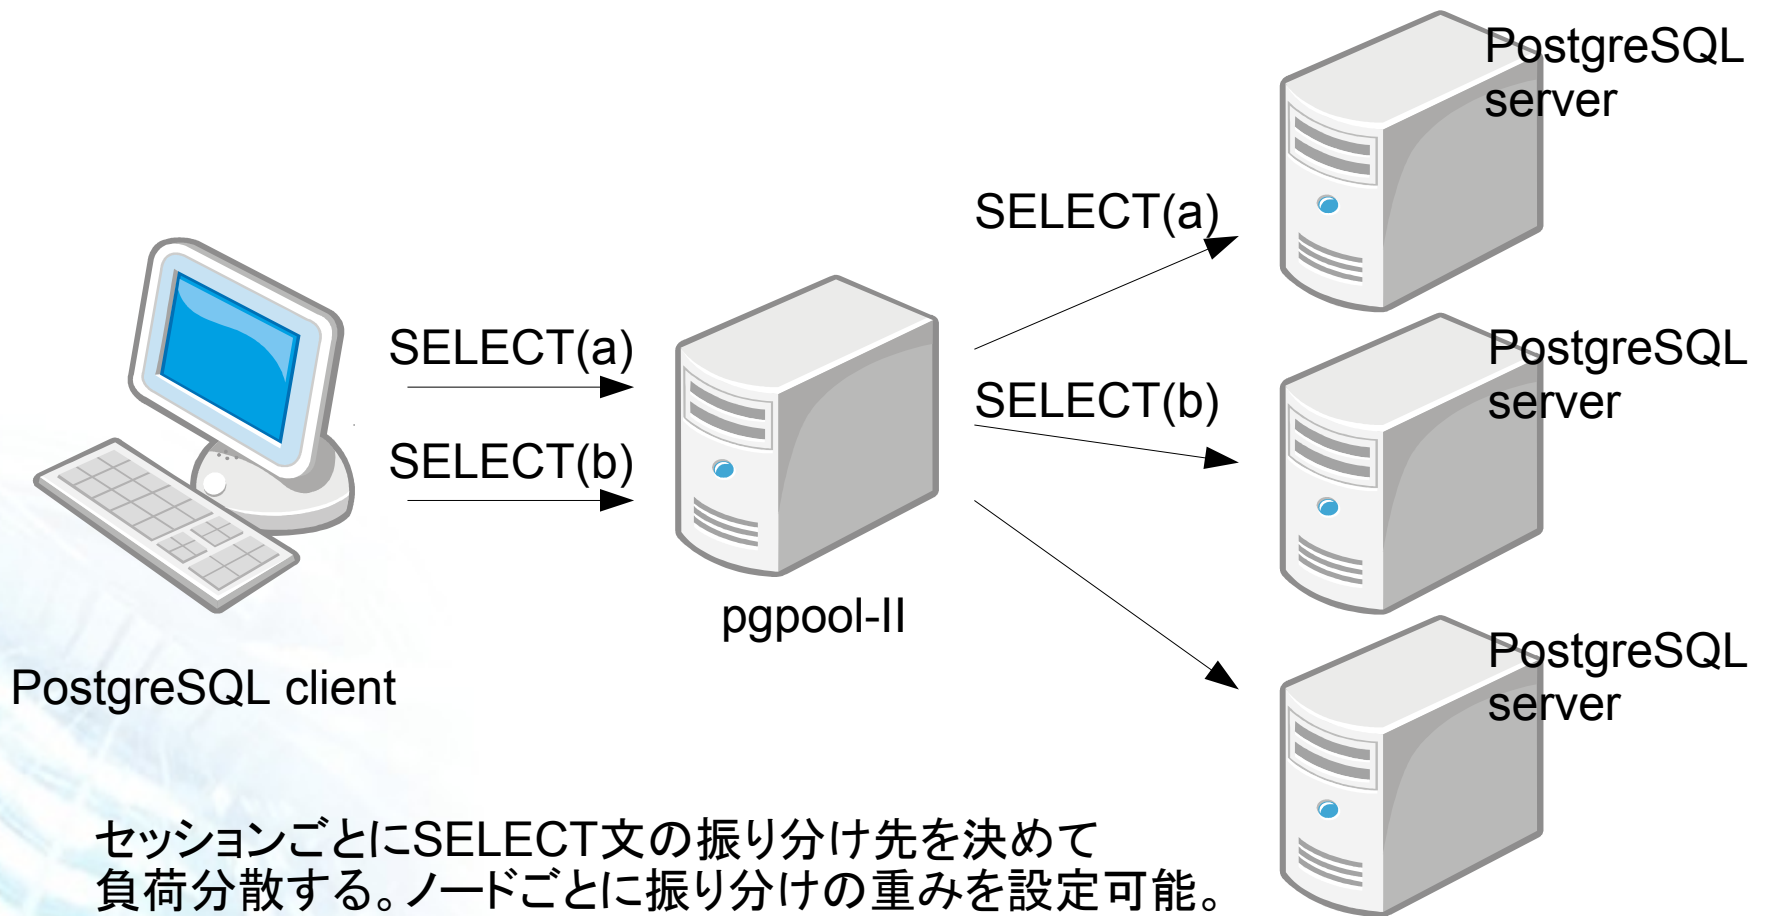 PostgreSQL
server
SELECT(a)
SELECT(a)
PostgreSQL
server
SELECT(b)
SELECT(b)
pgpool-II
PostgreSQL
server
PostgreSQL client
セッションごとにSELECT文の振り分け先を決めて
負荷分散する。ノードごとに振り分けの重みを設定可能。